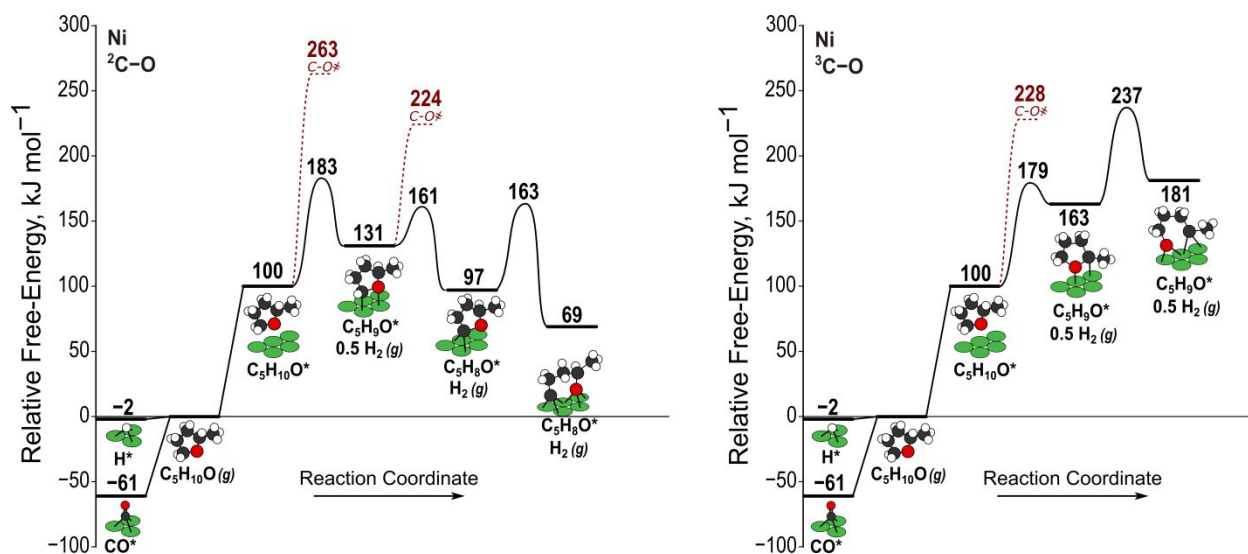 Ni
²C−O
Relative Free-Energy, kJ mol⁻¹
300
250
200
150
100
50
0
−50
−100
263
C-O‡
224
C-O‡
183
161
163
131
100
97
69
C₅H₁₀O*
C₅H₉O*
0.5 H₂ (g)
C₅H₈O*
H₂ (g)
C₅H₈O*
H₂ (g)
−2
H*
−61
CO*
C₅H₁₀O (g)
Reaction Coordinate
Ni
³C−O
Relative Free-Energy, kJ mol⁻¹
300
250
200
150
100
50
0
−50
−100
228
C-O‡
237
179
163
181
100
C₅H₁₀O*
C₅H₉O*
0.5 H₂ (g)
C₅H₉O*
0.5 H₂ (g)
−2
H*
−61
CO*
C₅H₁₀O (g)
Reaction Coordinate